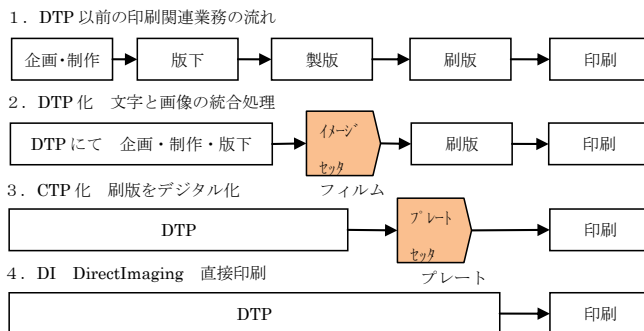 1．DTP 以前の印刷関連業務の流れ
企画・制作 版下 製版 刷版 印刷
2．DTP 化　文字と画像の統合処理
DTP にて　企画・制作・版下 ｲﾒｰｼﾞ ｾｯﾀ 刷版 印刷
フィルム
3．CTP 化　刷版をデジタル化
DTP ﾌﾟﾚｰﾄ ｾｯﾀ 印刷
プレート
4．DI　DirectImaging　直接印刷
DTP 印刷